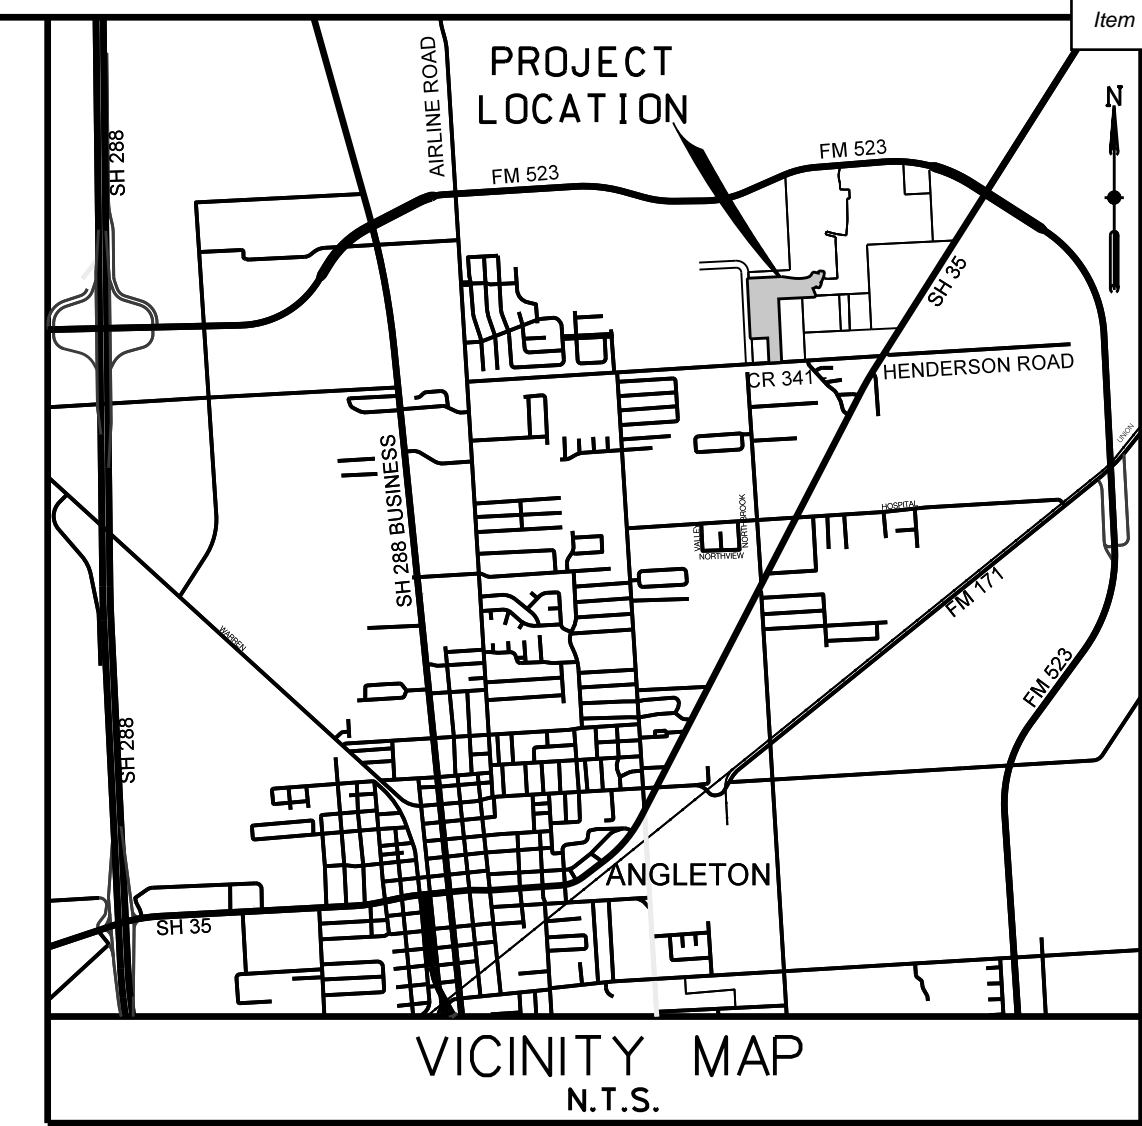 Item
PROJECT
LOCATION
N
AIRLINE ROAD
SH 288
FM 523
FM 523
SH 35
CR 341
HENDERSON ROAD
UNION
SH 288 BUSINESS
VALLEY
NORTHBROOK
NORTHVIEW
HOSPITAL
FM 171
WARREN
FM 523
SH 288
ANGLETON
SH 35
VICINITY MAP
N.T.S.